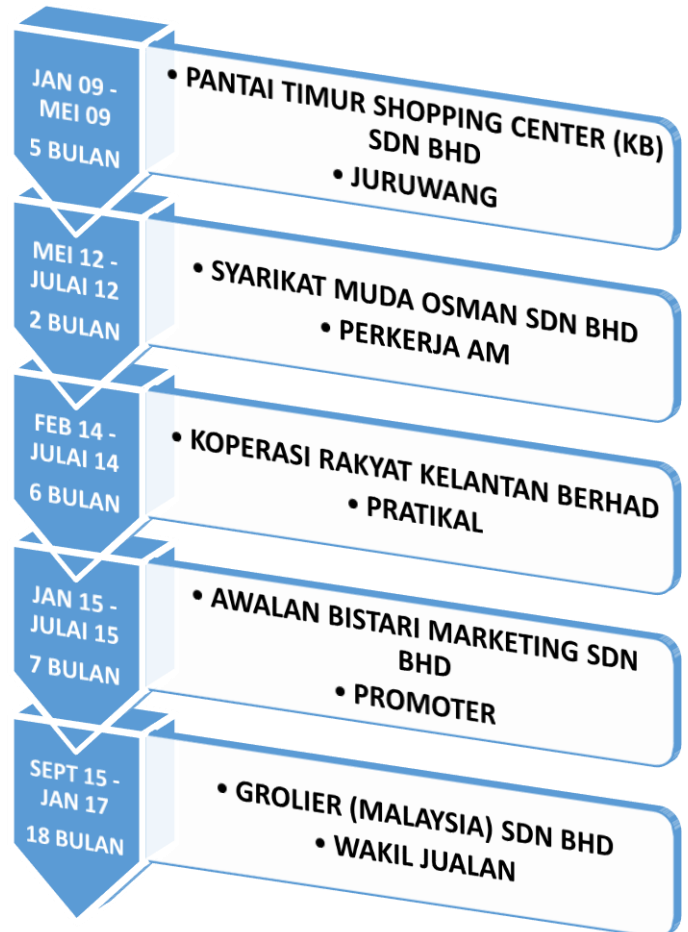 JAN 09 -
MEI 09
5 BULAN
• PANTAI TIMUR SHOPPING CENTER (KB)
SDN BHD
• JURUWANG
MEI 12 -
JULAI 12
2 BULAN
• SYARIKAT MUDA OSMAN SDN BHD
• PERKERJA AM
FEB 14 -
JULAI 14
6 BULAN
• KOPERASI RAKYAT KELANTAN BERHAD
• PRATIKAL
JAN 15 -
JULAI 15
7 BULAN
• AWALAN BISTARI MARKETING SDN
BHD
• PROMOTER
SEPT 15 -
JAN 17
18 BULAN
• GROLIER (MALAYSIA) SDN BHD
• WAKIL JUALAN